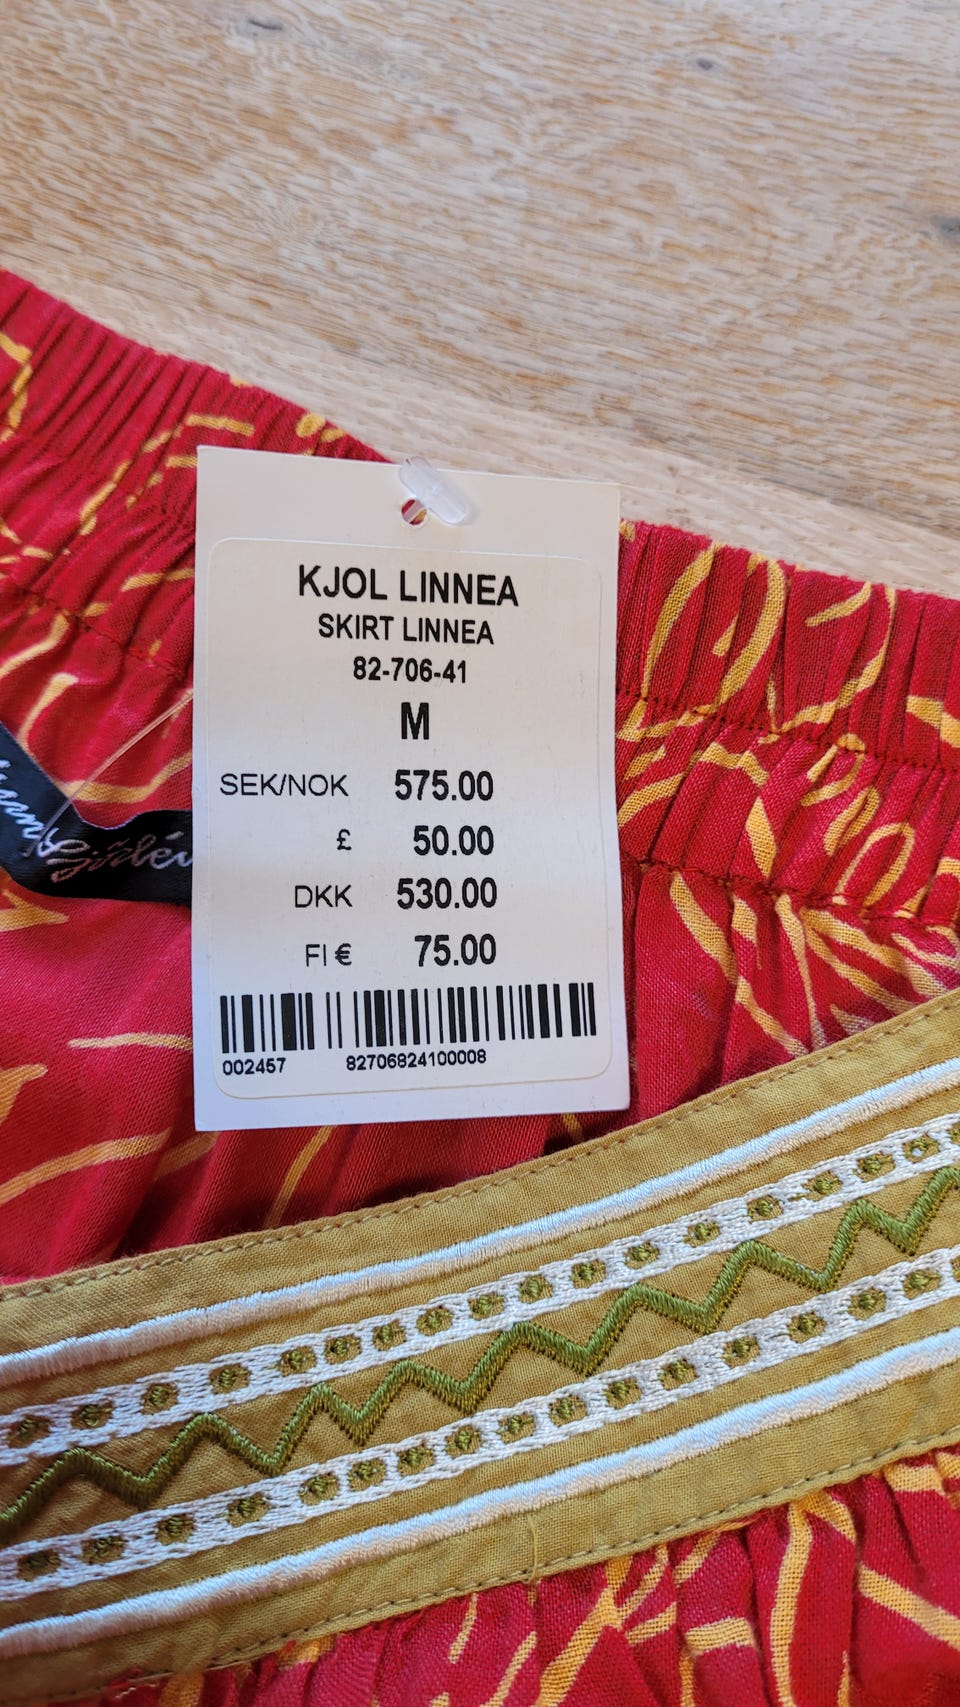 KJOL LINNEA
SKIRT LINNEA
82-706-41
M
SEK/NOK 575.00
£ 50.00
DKK 530.00
FI € 75.00
002457 82706824100008